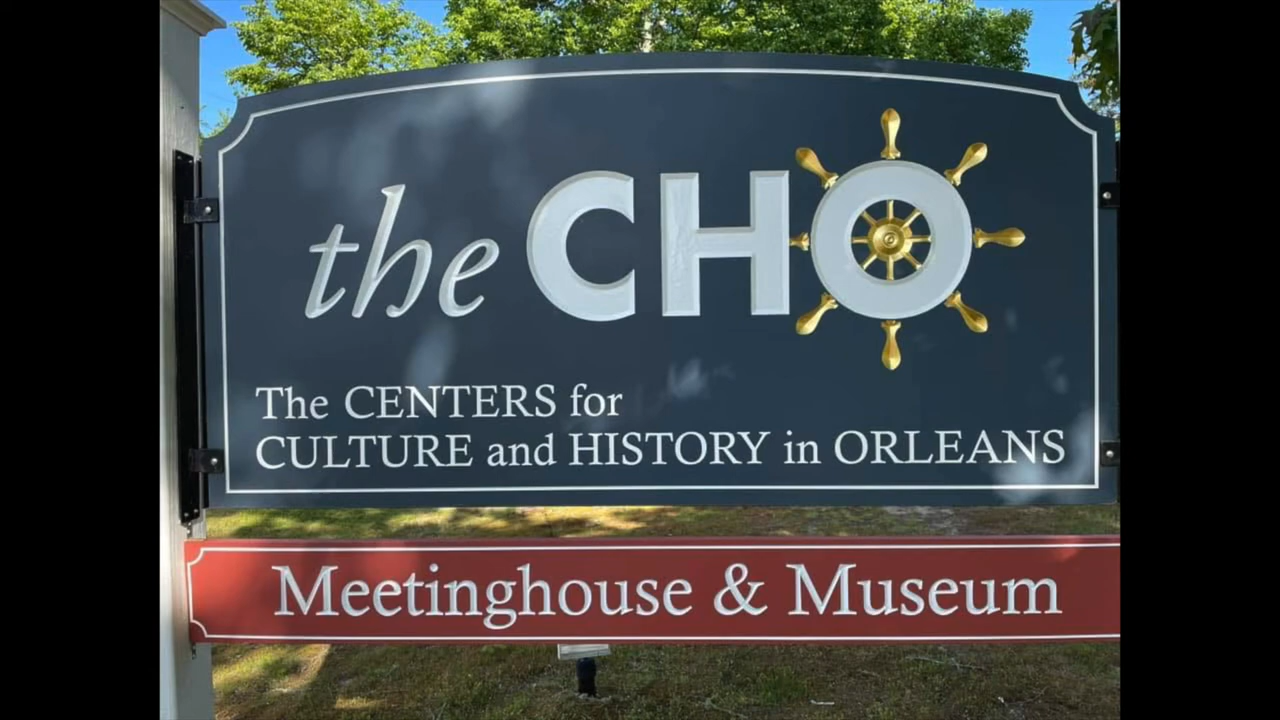 the CHO
The CENTERS for
CULTURE and HISTORY in ORLEANS
Meetinghouse & Museum